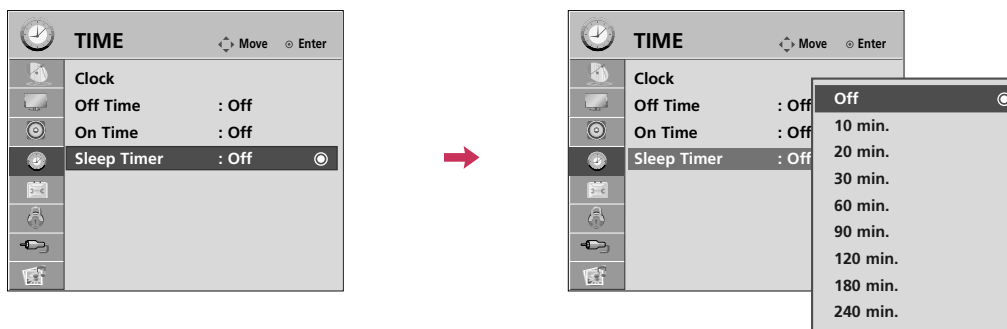 TIME Move Enter
Clock
Off Time : Off
On Time : Off
Sleep Timer : Off
TIME Move Enter
Clock
Off Time : Off
On Time : Off
Sleep Timer : Off
Off
10 min.
20 min.
30 min.
60 min.
90 min.
120 min.
180 min.
240 min.